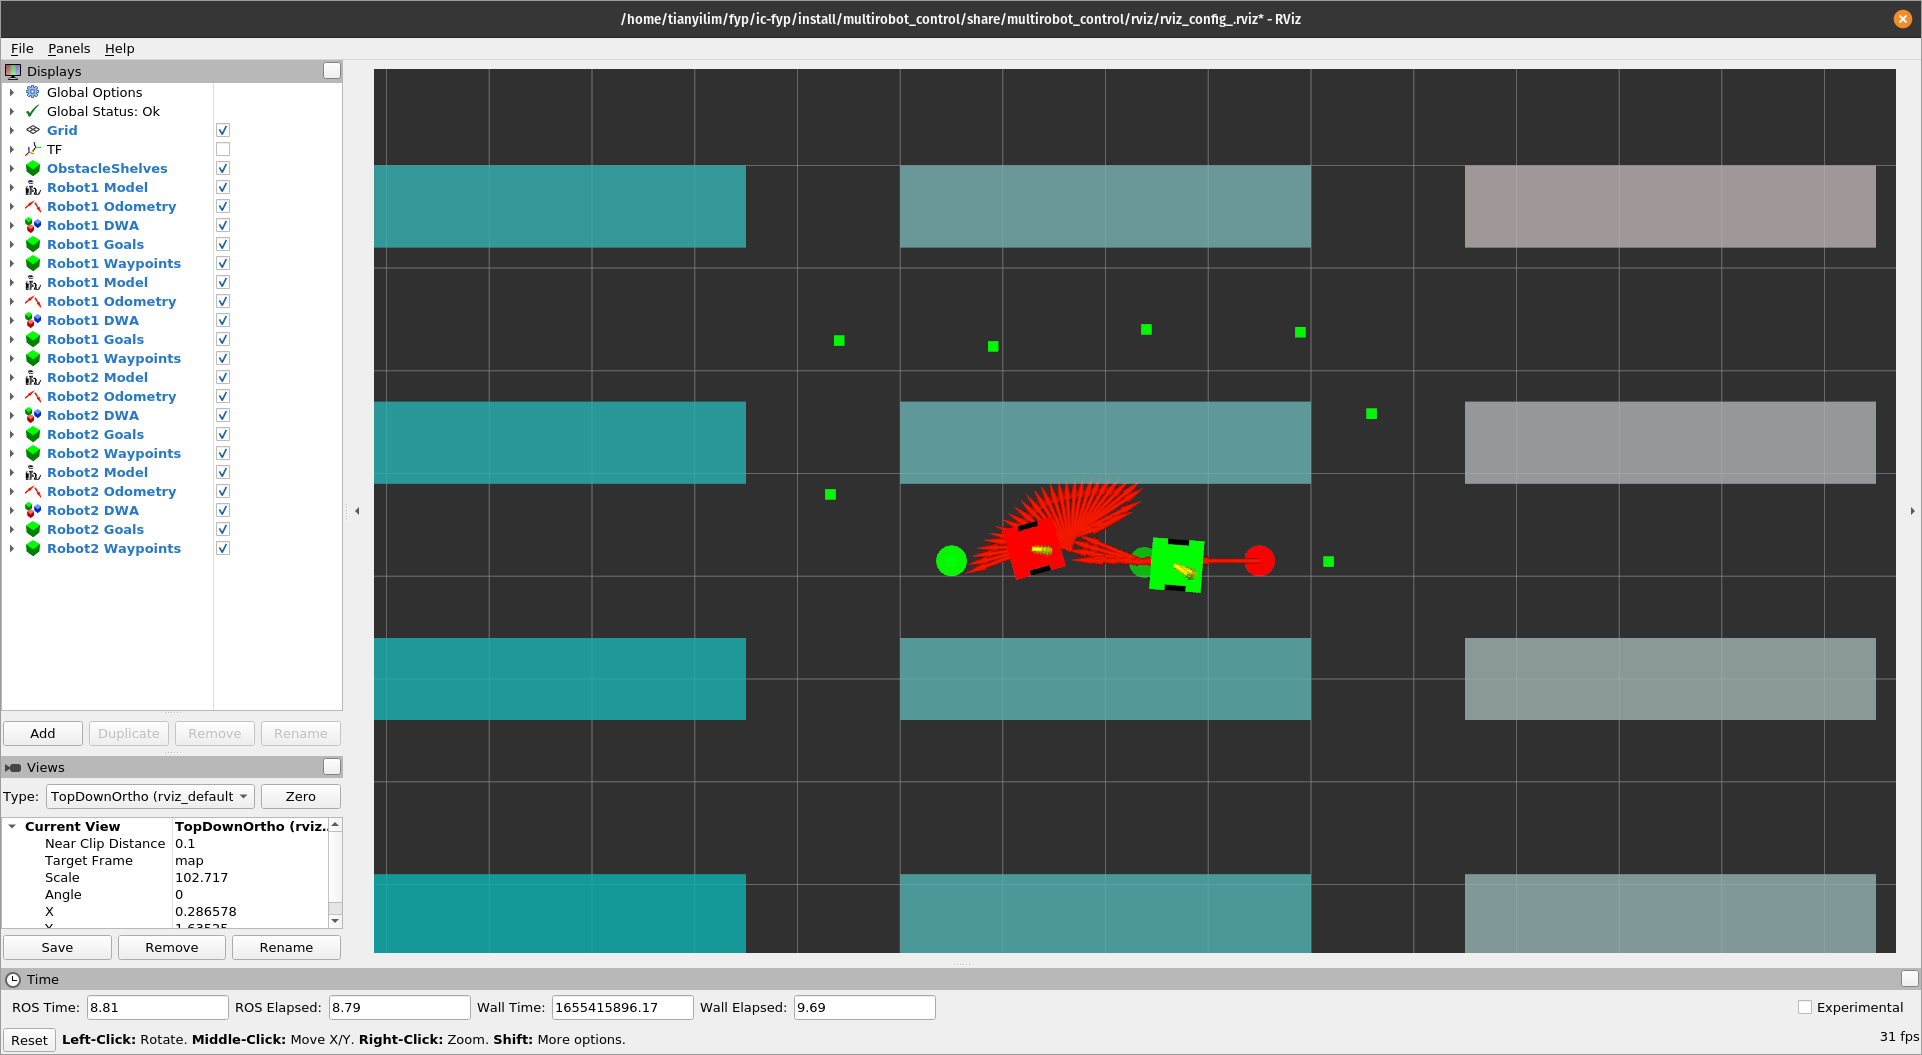 /home/tianyilim/fyp/ic-fyp/install/multirobot_control/share/multirobot_control/rviz/rviz_config_.rviz* - RViz
File Panels Help
Displays
Global Options
Global Status: Ok
Grid
TF
ObstacleShelves
Robot1 Model
Robot1 Odometry
Robot1 DWA
Robot1 Goals
Robot1 Waypoints
Robot1 Model
Robot1 Odometry
Robot1 DWA
Robot1 Goals
Robot1 Waypoints
Robot2 Model
Robot2 Odometry
Robot2 DWA
Robot2 Goals
Robot2 Waypoints
Robot2 Model
Robot2 Odometry
Robot2 DWA
Robot2 Goals
Robot2 Waypoints
Add Duplicate Remove Rename
Views
Type: TopDownOrtho (rviz_default Zero
Current View TopDownOrtho (rviz..
Near Clip Distance 0.1
Target Frame map
Scale 102.717
Angle 0
X 0.286578
Save Remove Rename
Time
ROS Time: 8.81 ROS Elapsed: 8.79 Wall Time: 1655415896.17 Wall Elapsed: 9.69 Experimental
Reset Left-Click: Rotate. Middle-Click: Move X/Y. Right-Click: Zoom. Shift: More options. 31 fps